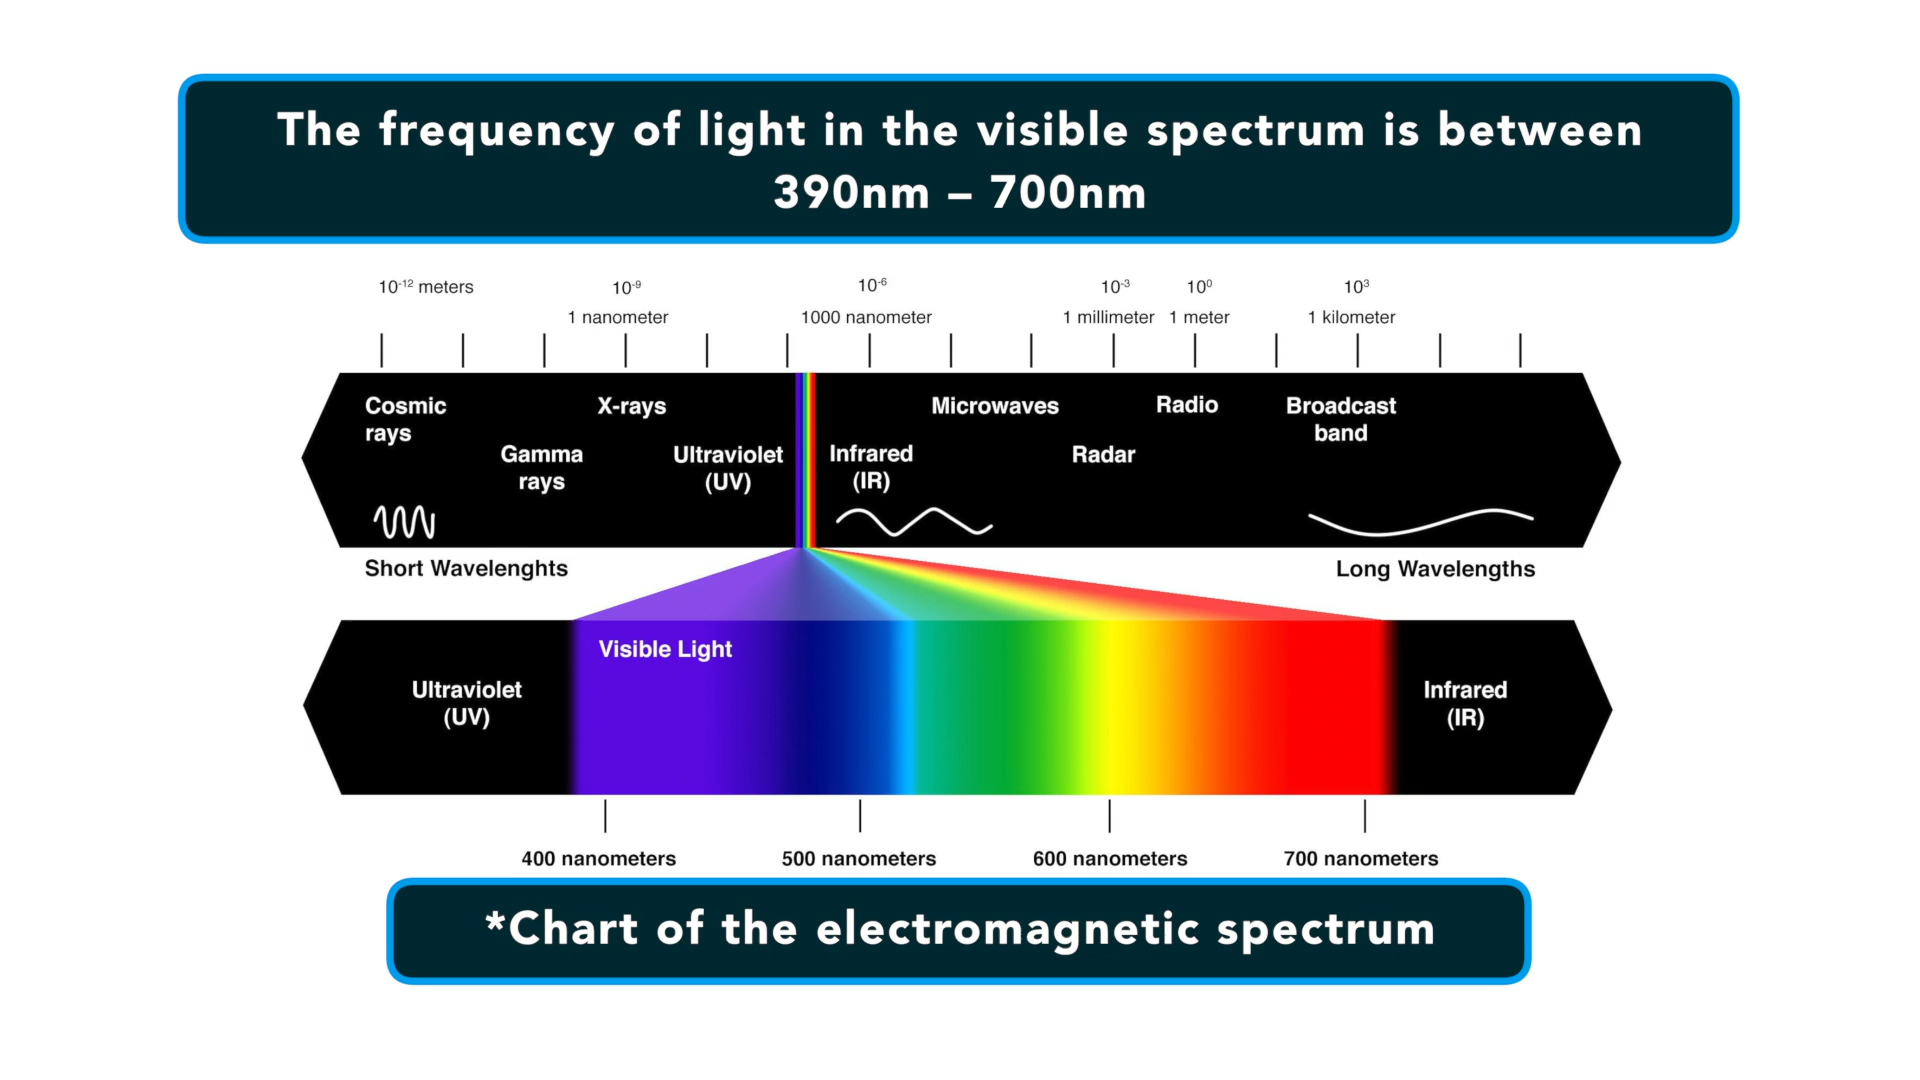 The frequency of light in the visible spectrum is between
390nm – 700nm
10-12 meters
10-9
10-6
10-3
100
103
1 nanometer
1000 nanometer
1 millimeter
1 meter
1 kilometer
Cosmic
rays
Gamma
rays
X-rays
Ultraviolet
(UV)
Infrared
(IR)
Microwaves
Radar
Radio
Broadcast
band
Short Wavelenghts
Long Wavelengths
Visible Light
Ultraviolet
(UV)
Infrared
(IR)
400 nanometers
500 nanometers
600 nanometers
700 nanometers
*Chart of the electromagnetic spectrum